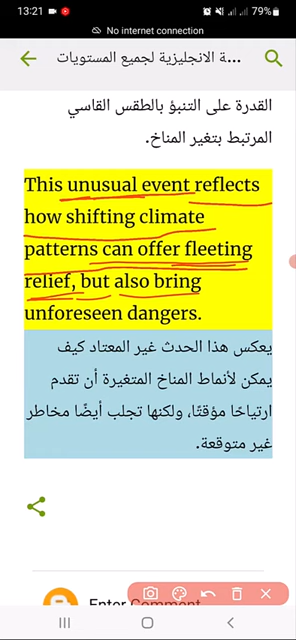 13:21
79%
No internet connection
ة الانجليزية لجميع المستويات...
القدرة على التنبؤ بالطقس القاسي
المرتبط بتغير المناخ.
This unusual event reflects
how shifting climate
patterns can offer fleeting
relief, but also bring
unforeseen dangers.
يعكس هذا الحدث غير المعتاد كيف
يمكن لأنماط المناخ المتغيرة أن تقدم
ارتياحًا مؤقتًا، ولكنها تجلب أيضًا مخاطر
غير متوقعة.
Enter Comment